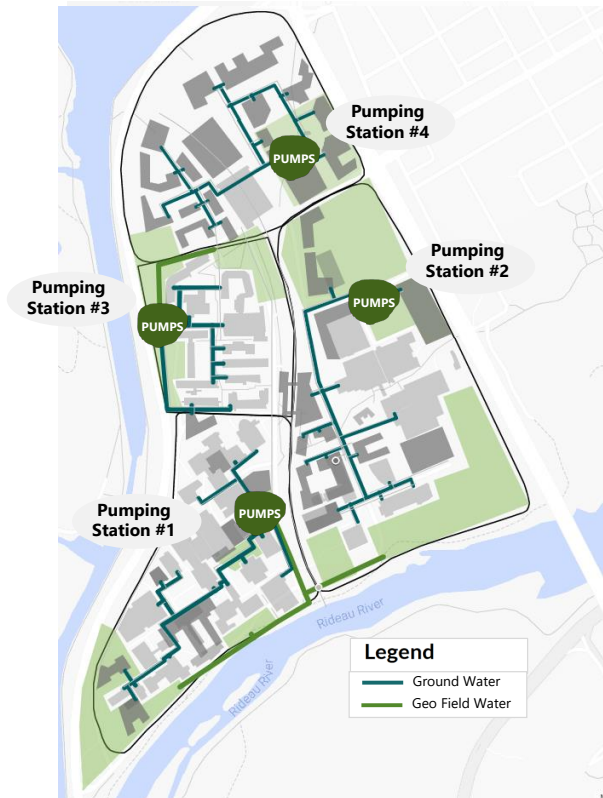 Pumping
Station #4
PUMPS
Pumping
Station #2
PUMPS
Pumping
Station #3
PUMPS
Pumping
Station #1
PUMPS
Rideau River
Rideau River
Legend
Ground Water
Geo Field Water